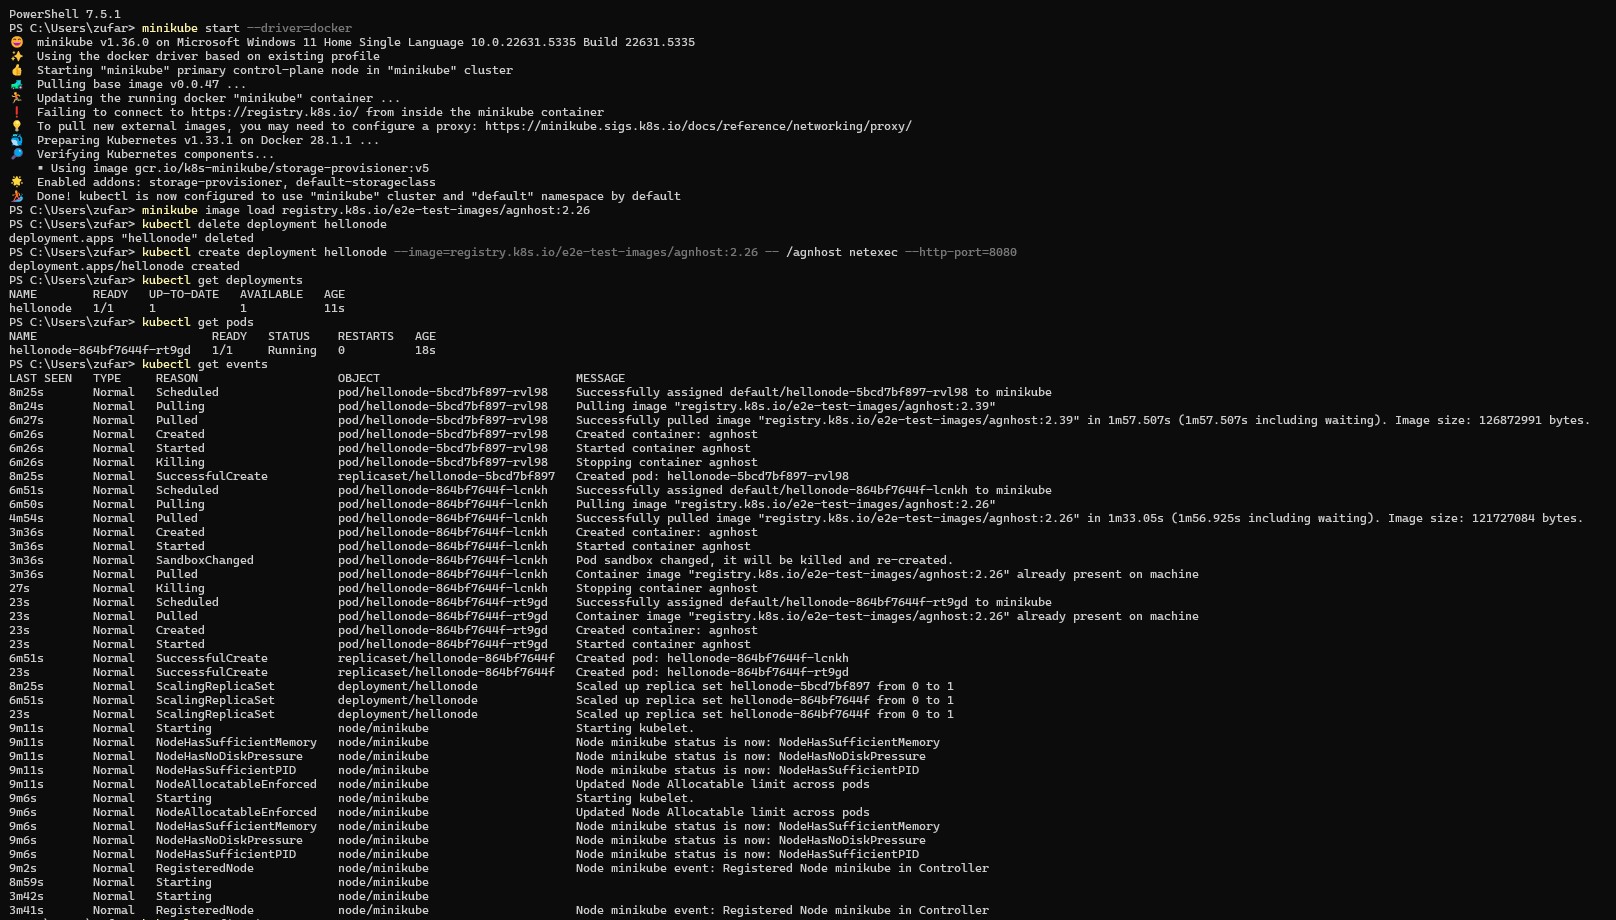 PowerShell 7.5.1
PS C:\Users\zufar> minikube start --driver=docker
minikube v1.36.0 on Microsoft Windows 11 Home Single Language 10.0.22631.5335 Build 22631.5335
Using the docker driver based on existing profile
Starting "minikube" primary control-plane node in "minikube" cluster
Pulling base image v0.0.47 ...
Updating the running docker "minikube" container ...
Failing to connect to https://registry.k8s.io/ from inside the minikube container
To pull new external images, you may need to configure a proxy: https://minikube.sigs.k8s.io/docs/reference/networking/proxy/
Preparing Kubernetes v1.33.1 on Docker 28.1.1 ...
Verifying Kubernetes components...
▪ Using image gcr.io/k8s-minikube/storage-provisioner:v5
Enabled addons: storage-provisioner, default-storageclass
Done! kubectl is now configured to use "minikube" cluster and "default" namespace by default
PS C:\Users\zufar> minikube image load registry.k8s.io/e2e-test-images/agnhost:2.26
PS C:\Users\zufar> kubectl delete deployment hellonode
deployment.apps "hellonode" deleted
PS C:\Users\zufar> kubectl create deployment hellonode --image=registry.k8s.io/e2e-test-images/agnhost:2.26 -- /agnhost netexec --http-port=8080
deployment.apps/hellonode created
PS C:\Users\zufar> kubectl get deployments
NAME READY UP-TO-DATE AVAILABLE AGE
hellonode 1/1 1 1 11s
PS C:\Users\zufar> kubectl get pods
NAME READY STATUS RESTARTS AGE
hellonode-864bf7644f-rt9gd 1/1 Running 0 18s
PS C:\Users\zufar> kubectl get events
LAST SEEN TYPE REASON OBJECT MESSAGE
8m25s Normal Scheduled pod/hellonode-5bcd7bf897-rvl98 Successfully assigned default/hellonode-5bcd7bf897-rvl98 to minikube
8m24s Normal Pulling pod/hellonode-5bcd7bf897-rvl98 Pulling image "registry.k8s.io/e2e-test-images/agnhost:2.39"
6m27s Normal Pulled pod/hellonode-5bcd7bf897-rvl98 Successfully pulled image "registry.k8s.io/e2e-test-images/agnhost:2.39" in 1m57.507s (1m57.507s including waiting). Image size: 126872991 bytes.
6m26s Normal Created pod/hellonode-5bcd7bf897-rvl98 Created container: agnhost
6m26s Normal Started pod/hellonode-5bcd7bf897-rvl98 Started container agnhost
6m26s Normal Killing pod/hellonode-5bcd7bf897-rvl98 Stopping container agnhost
8m25s Normal SuccessfulCreate replicaset/hellonode-5bcd7bf897 Created pod: hellonode-5bcd7bf897-rvl98
6m51s Normal Scheduled pod/hellonode-864bf7644f-lcnkh Successfully assigned default/hellonode-864bf7644f-lcnkh to minikube
6m50s Normal Pulling pod/hellonode-864bf7644f-lcnkh Pulling image "registry.k8s.io/e2e-test-images/agnhost:2.26"
4m54s Normal Pulled pod/hellonode-864bf7644f-lcnkh Successfully pulled image "registry.k8s.io/e2e-test-images/agnhost:2.26" in 1m33.05s (1m56.925s including waiting). Image size: 121727084 bytes.
3m36s Normal Created pod/hellonode-864bf7644f-lcnkh Created container: agnhost
3m36s Normal Started pod/hellonode-864bf7644f-lcnkh Started container agnhost
3m36s Normal SandboxChanged pod/hellonode-864bf7644f-lcnkh Pod sandbox changed, it will be killed and re-created.
3m36s Normal Pulled pod/hellonode-864bf7644f-lcnkh Container image "registry.k8s.io/e2e-test-images/agnhost:2.26" already present on machine
27s Normal Killing pod/hellonode-864bf7644f-lcnkh Stopping container agnhost
23s Normal Scheduled pod/hellonode-864bf7644f-rt9gd Successfully assigned default/hellonode-864bf7644f-rt9gd to minikube
23s Normal Pulled pod/hellonode-864bf7644f-rt9gd Container image "registry.k8s.io/e2e-test-images/agnhost:2.26" already present on machine
23s Normal Created pod/hellonode-864bf7644f-rt9gd Created container: agnhost
23s Normal Started pod/hellonode-864bf7644f-rt9gd Started container agnhost
6m51s Normal SuccessfulCreate replicaset/hellonode-864bf7644f Created pod: hellonode-864bf7644f-lcnkh
23s Normal SuccessfulCreate replicaset/hellonode-864bf7644f Created pod: hellonode-864bf7644f-rt9gd
8m25s Normal ScalingReplicaSet deployment/hellonode Scaled up replica set hellonode-5bcd7bf897 from 0 to 1
6m51s Normal ScalingReplicaSet deployment/hellonode Scaled up replica set hellonode-864bf7644f from 0 to 1
23s Normal ScalingReplicaSet deployment/hellonode Scaled up replica set hellonode-864bf7644f from 0 to 1
9m11s Normal Starting node/minikube Starting kubelet.
9m11s Normal NodeHasSufficientMemory node/minikube Node minikube status is now: NodeHasSufficientMemory
9m11s Normal NodeHasNoDiskPressure node/minikube Node minikube status is now: NodeHasNoDiskPressure
9m11s Normal NodeHasSufficientPID node/minikube Node minikube status is now: NodeHasSufficientPID
9m11s Normal NodeAllocatableEnforced node/minikube Updated Node Allocatable limit across pods
9m6s Normal Starting node/minikube Starting kubelet.
9m6s Normal NodeAllocatableEnforced node/minikube Updated Node Allocatable limit across pods
9m6s Normal NodeHasSufficientMemory node/minikube Node minikube status is now: NodeHasSufficientMemory
9m6s Normal NodeHasNoDiskPressure node/minikube Node minikube status is now: NodeHasNoDiskPressure
9m6s Normal NodeHasSufficientPID node/minikube Node minikube status is now: NodeHasSufficientPID
9m2s Normal RegisteredNode node/minikube Node minikube event: Registered Node minikube in Controller
8m59s Normal Starting node/minikube
3m42s Normal Starting node/minikube
3m41s Normal RegisteredNode node/minikube Node minikube event: Registered Node minikube in Controller